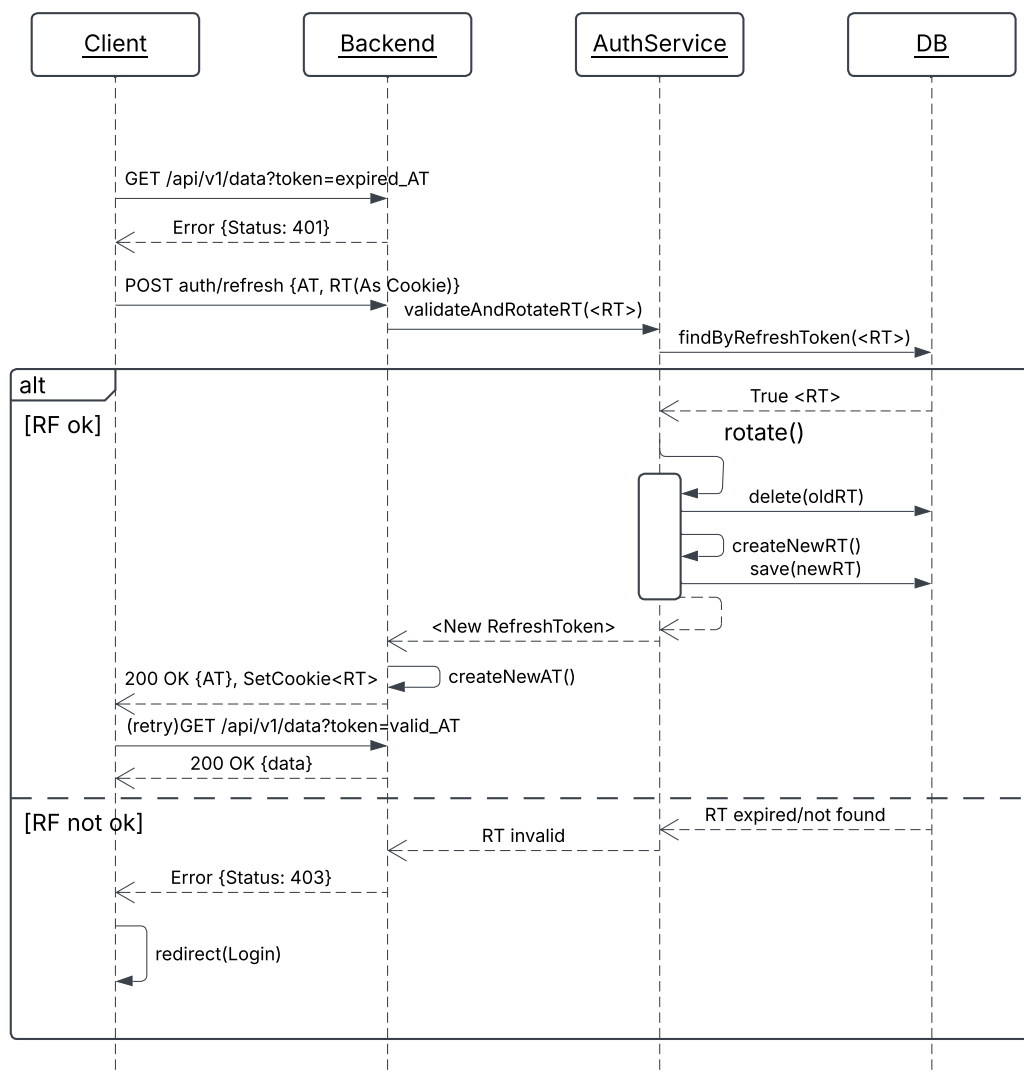 Client
Backend
AuthService
DB
GET /api/v1/data?token=expired_AT
Error {Status: 401}
POST auth/refresh {AT, RT(As Cookie)}
validateAndRotateRT(<RT>)
findByRefreshToken(<RT>)
alt
True <RT>
[RF ok]
rotate()
delete(oldRT)
createNewRT()
save(newRT)
<New RefreshToken>
createNewAT()
200 OK {AT}, SetCookie<RT>
(retry)GET /api/v1/data?token=valid_AT
200 OK {data}
[RF not ok]
RT expired/not found
RT invalid
Error {Status: 403}
redirect(Login)